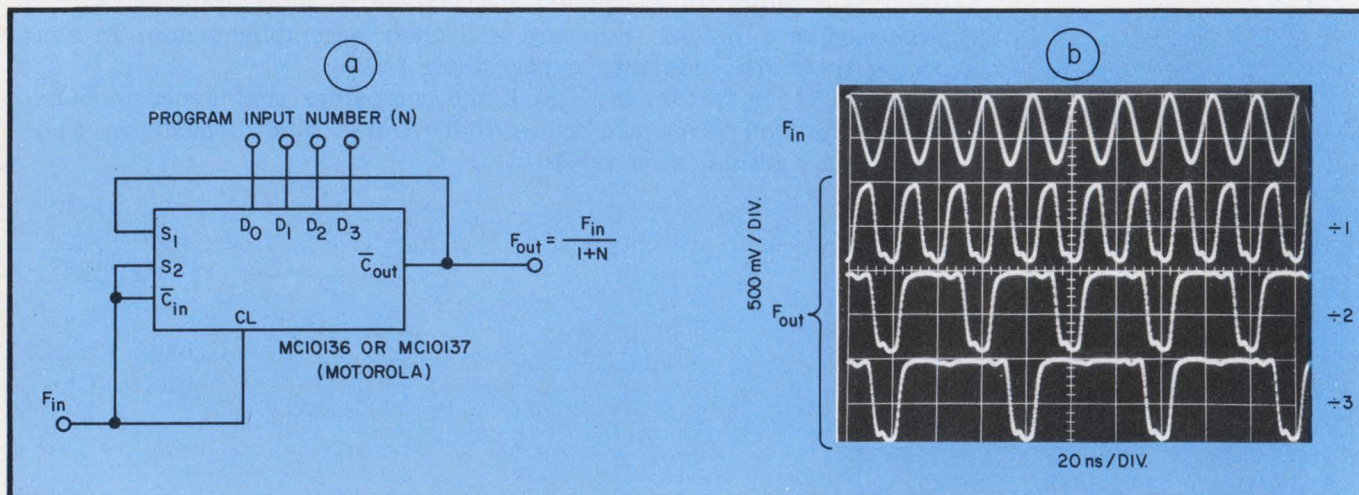 a
PROGRAM INPUT NUMBER (N)
S1
D0 D1 D2 D3
S2
C̅in
C̅out
CL
Fout = Fin / 1+N
MC10136 OR MC10137
(MOTOROLA)
Fin
b
Fin
500 mV / DIV.
Fout
÷1
÷2
÷3
20 ns / DIV.